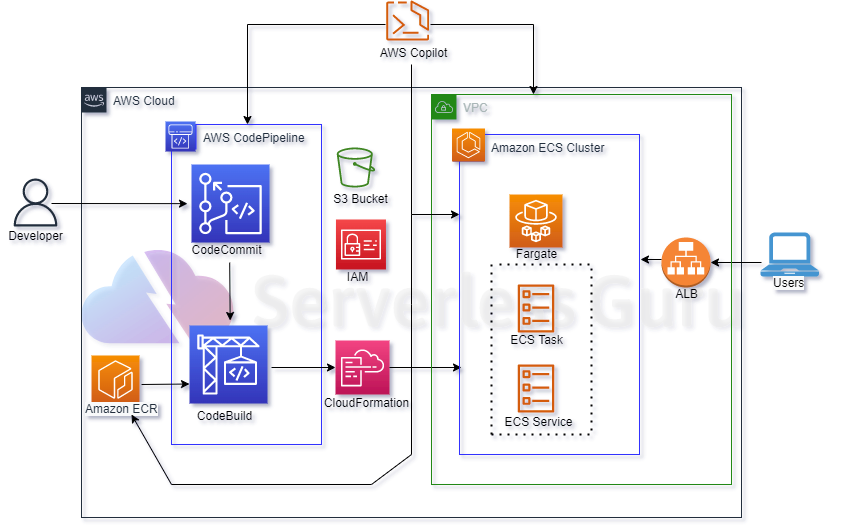 AWS Copilot
aws
AWS Cloud
VPC
AWS CodePipeline
Amazon ECS Cluster
S3 Bucket
Developer
CodeCommit
Fargate
IAM
Users
ALB
Serverless Guru
ECS Task
Amazon ECR
CloudFormation
CodeBuild
ECS Service